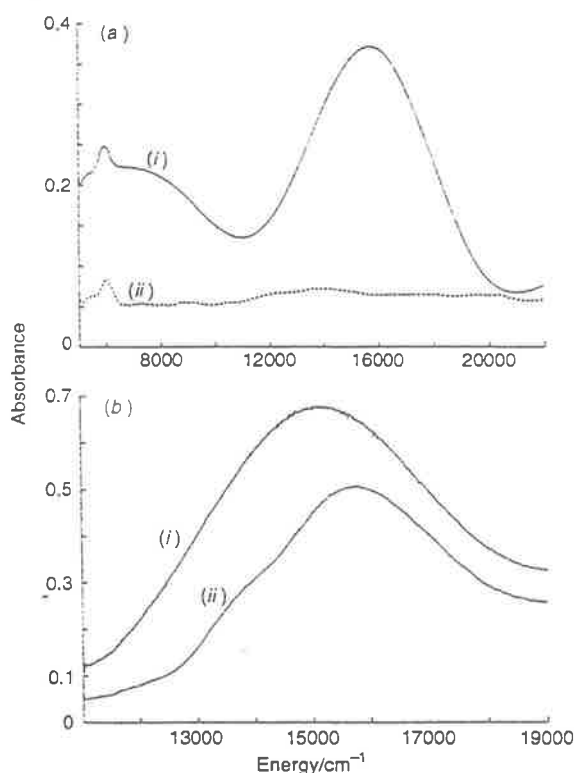 0.4
(a)
(i)
0.2
(ii)
0
8000 12000 16000 20000
Absorbance
0.7
(b)
0.5
(i)
0.3
(ii)
0.1
0
13000 15000 17000 19000
Energy/cm⁻¹